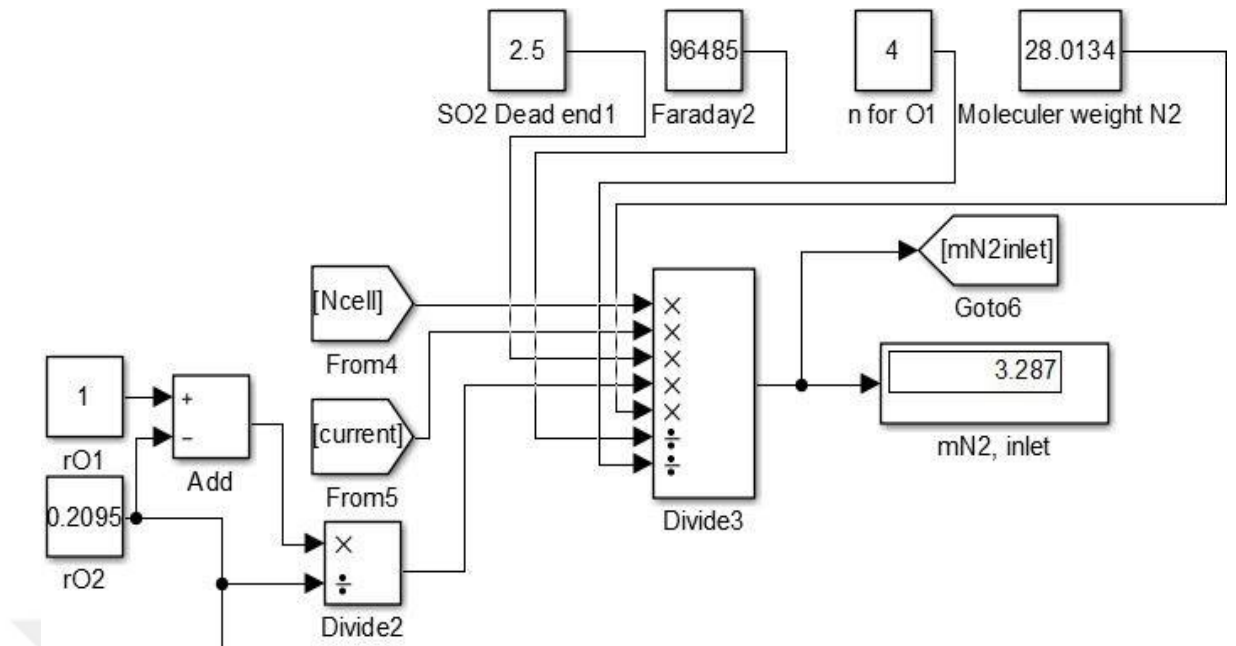 2.5
96485
4
28.0134
SO2 Dead end1
Faraday2
n for O1
Moleculer weight N2
[Ncell]
From4
[mN2inlet]
Goto6
×
×
×
×
×
÷
÷
Divide3
3.287
mN2, inlet
1
rO1
+
−
Add
[current]
From5
0.2095
rO2
×
÷
Divide2